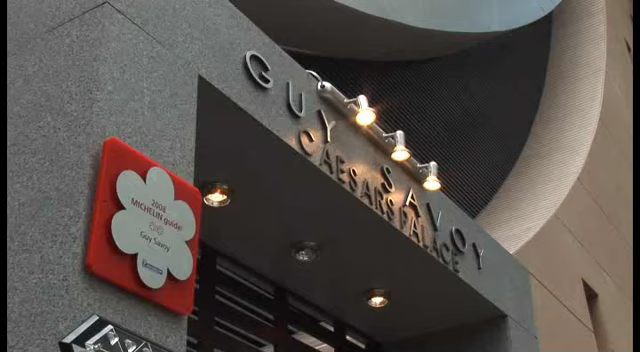 GUY SAVOY
CAESARS PALACE
2008
MICHELIN guide
Guy Savoy